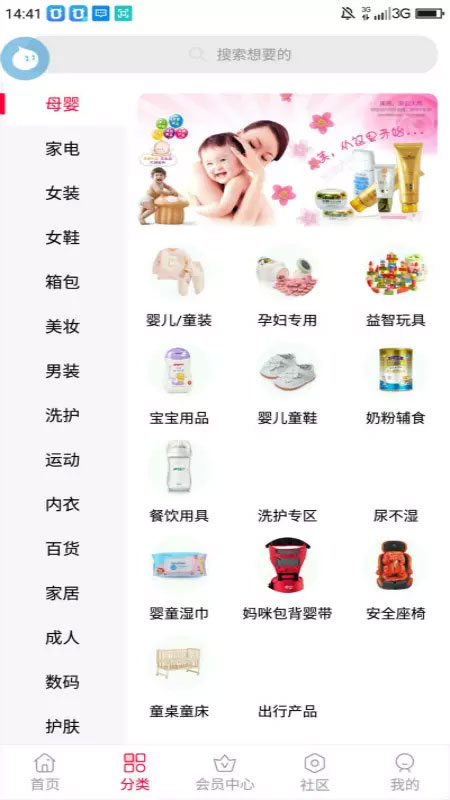 14:41
3G
3G
搜索想要的
母婴
家电
女装
女鞋
箱包
美妆
男装
洗护
运动
内衣
百货
家居
成人
数码
护肤
从这里开始...
婴儿/童装
孕妇专用
益智玩具
宝宝用品
婴儿童鞋
奶粉辅食
餐饮用具
洗护专区
尿不湿
婴童湿巾
妈咪包背婴带
安全座椅
童桌童床
出行产品
首页
分类
会员中心
社区
我的